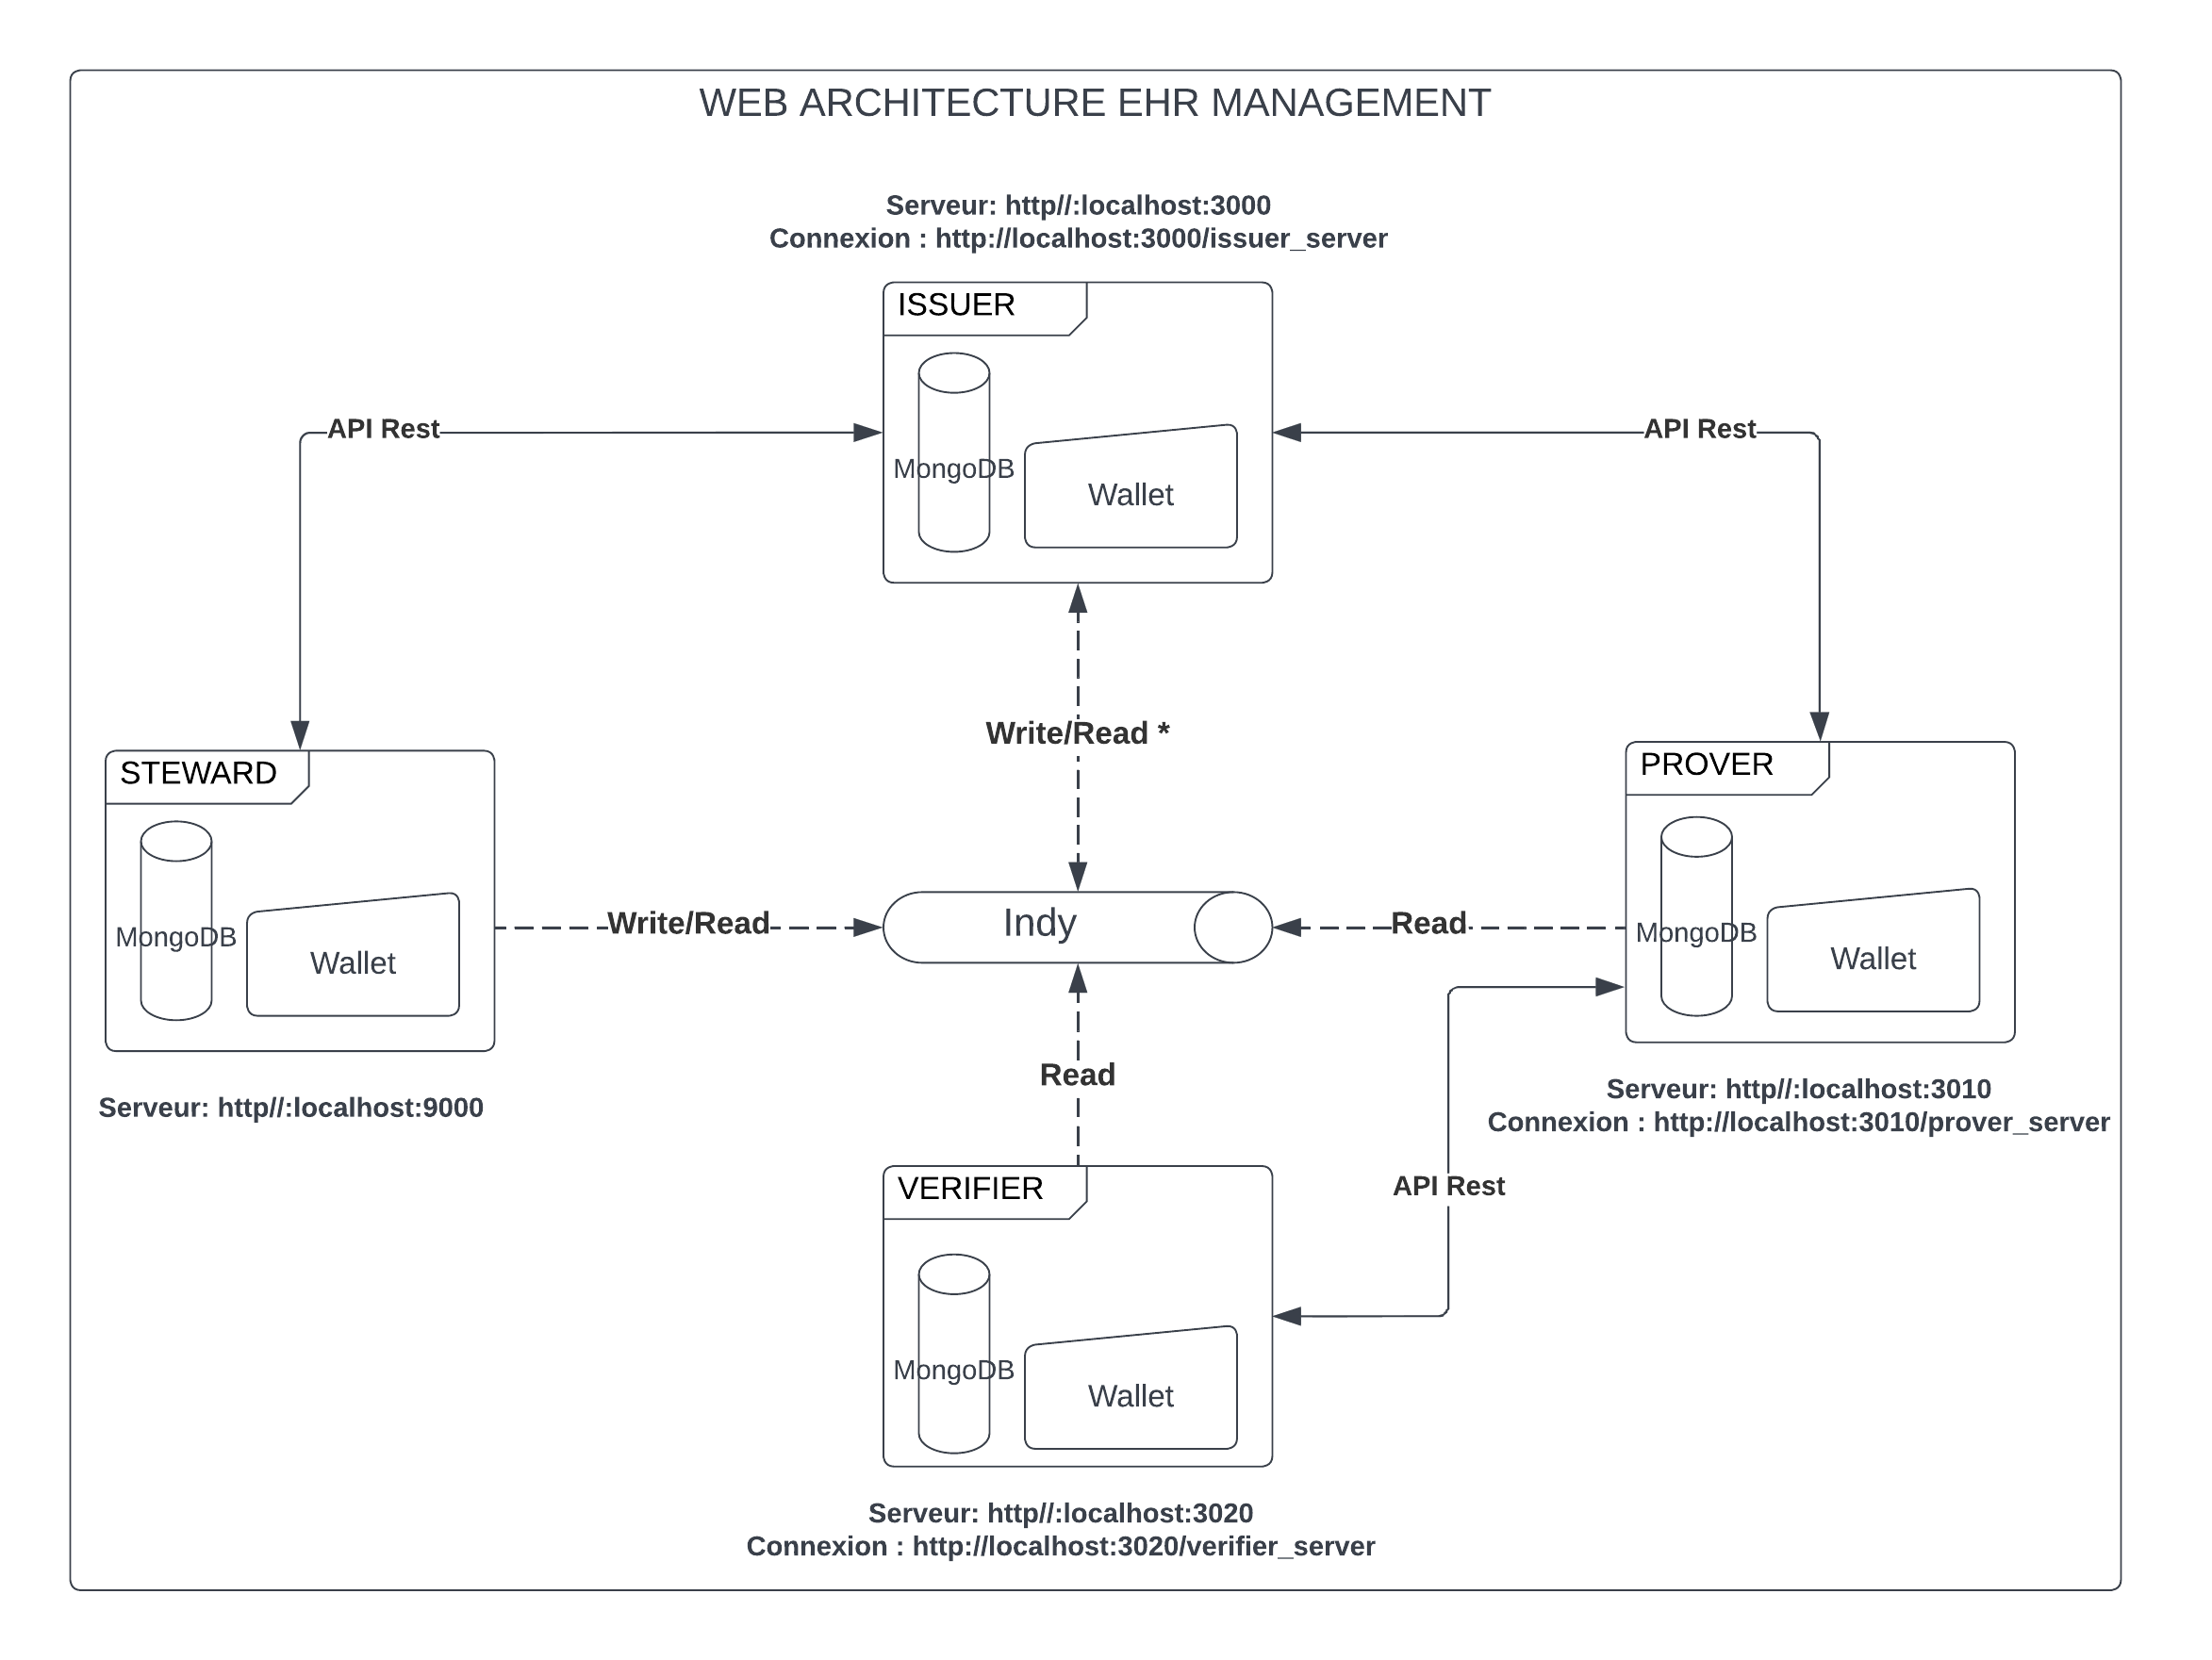 WEB ARCHITECTURE EHR MANAGEMENT
Serveur: http//:localhost:3000
Connexion : http://localhost:3000/issuer_server
ISSUER
MongoDB
Wallet
API Rest
API Rest
Write/Read *
STEWARD
MongoDB
Wallet
Serveur: http//:localhost:9000
Write/Read
Indy
Read
PROVER
MongoDB
Wallet
Serveur: http//:localhost:3010
Connexion : http://localhost:3010/prover_server
Read
API Rest
VERIFIER
MongoDB
Wallet
Serveur: http//:localhost:3020
Connexion : http://localhost:3020/verifier_server